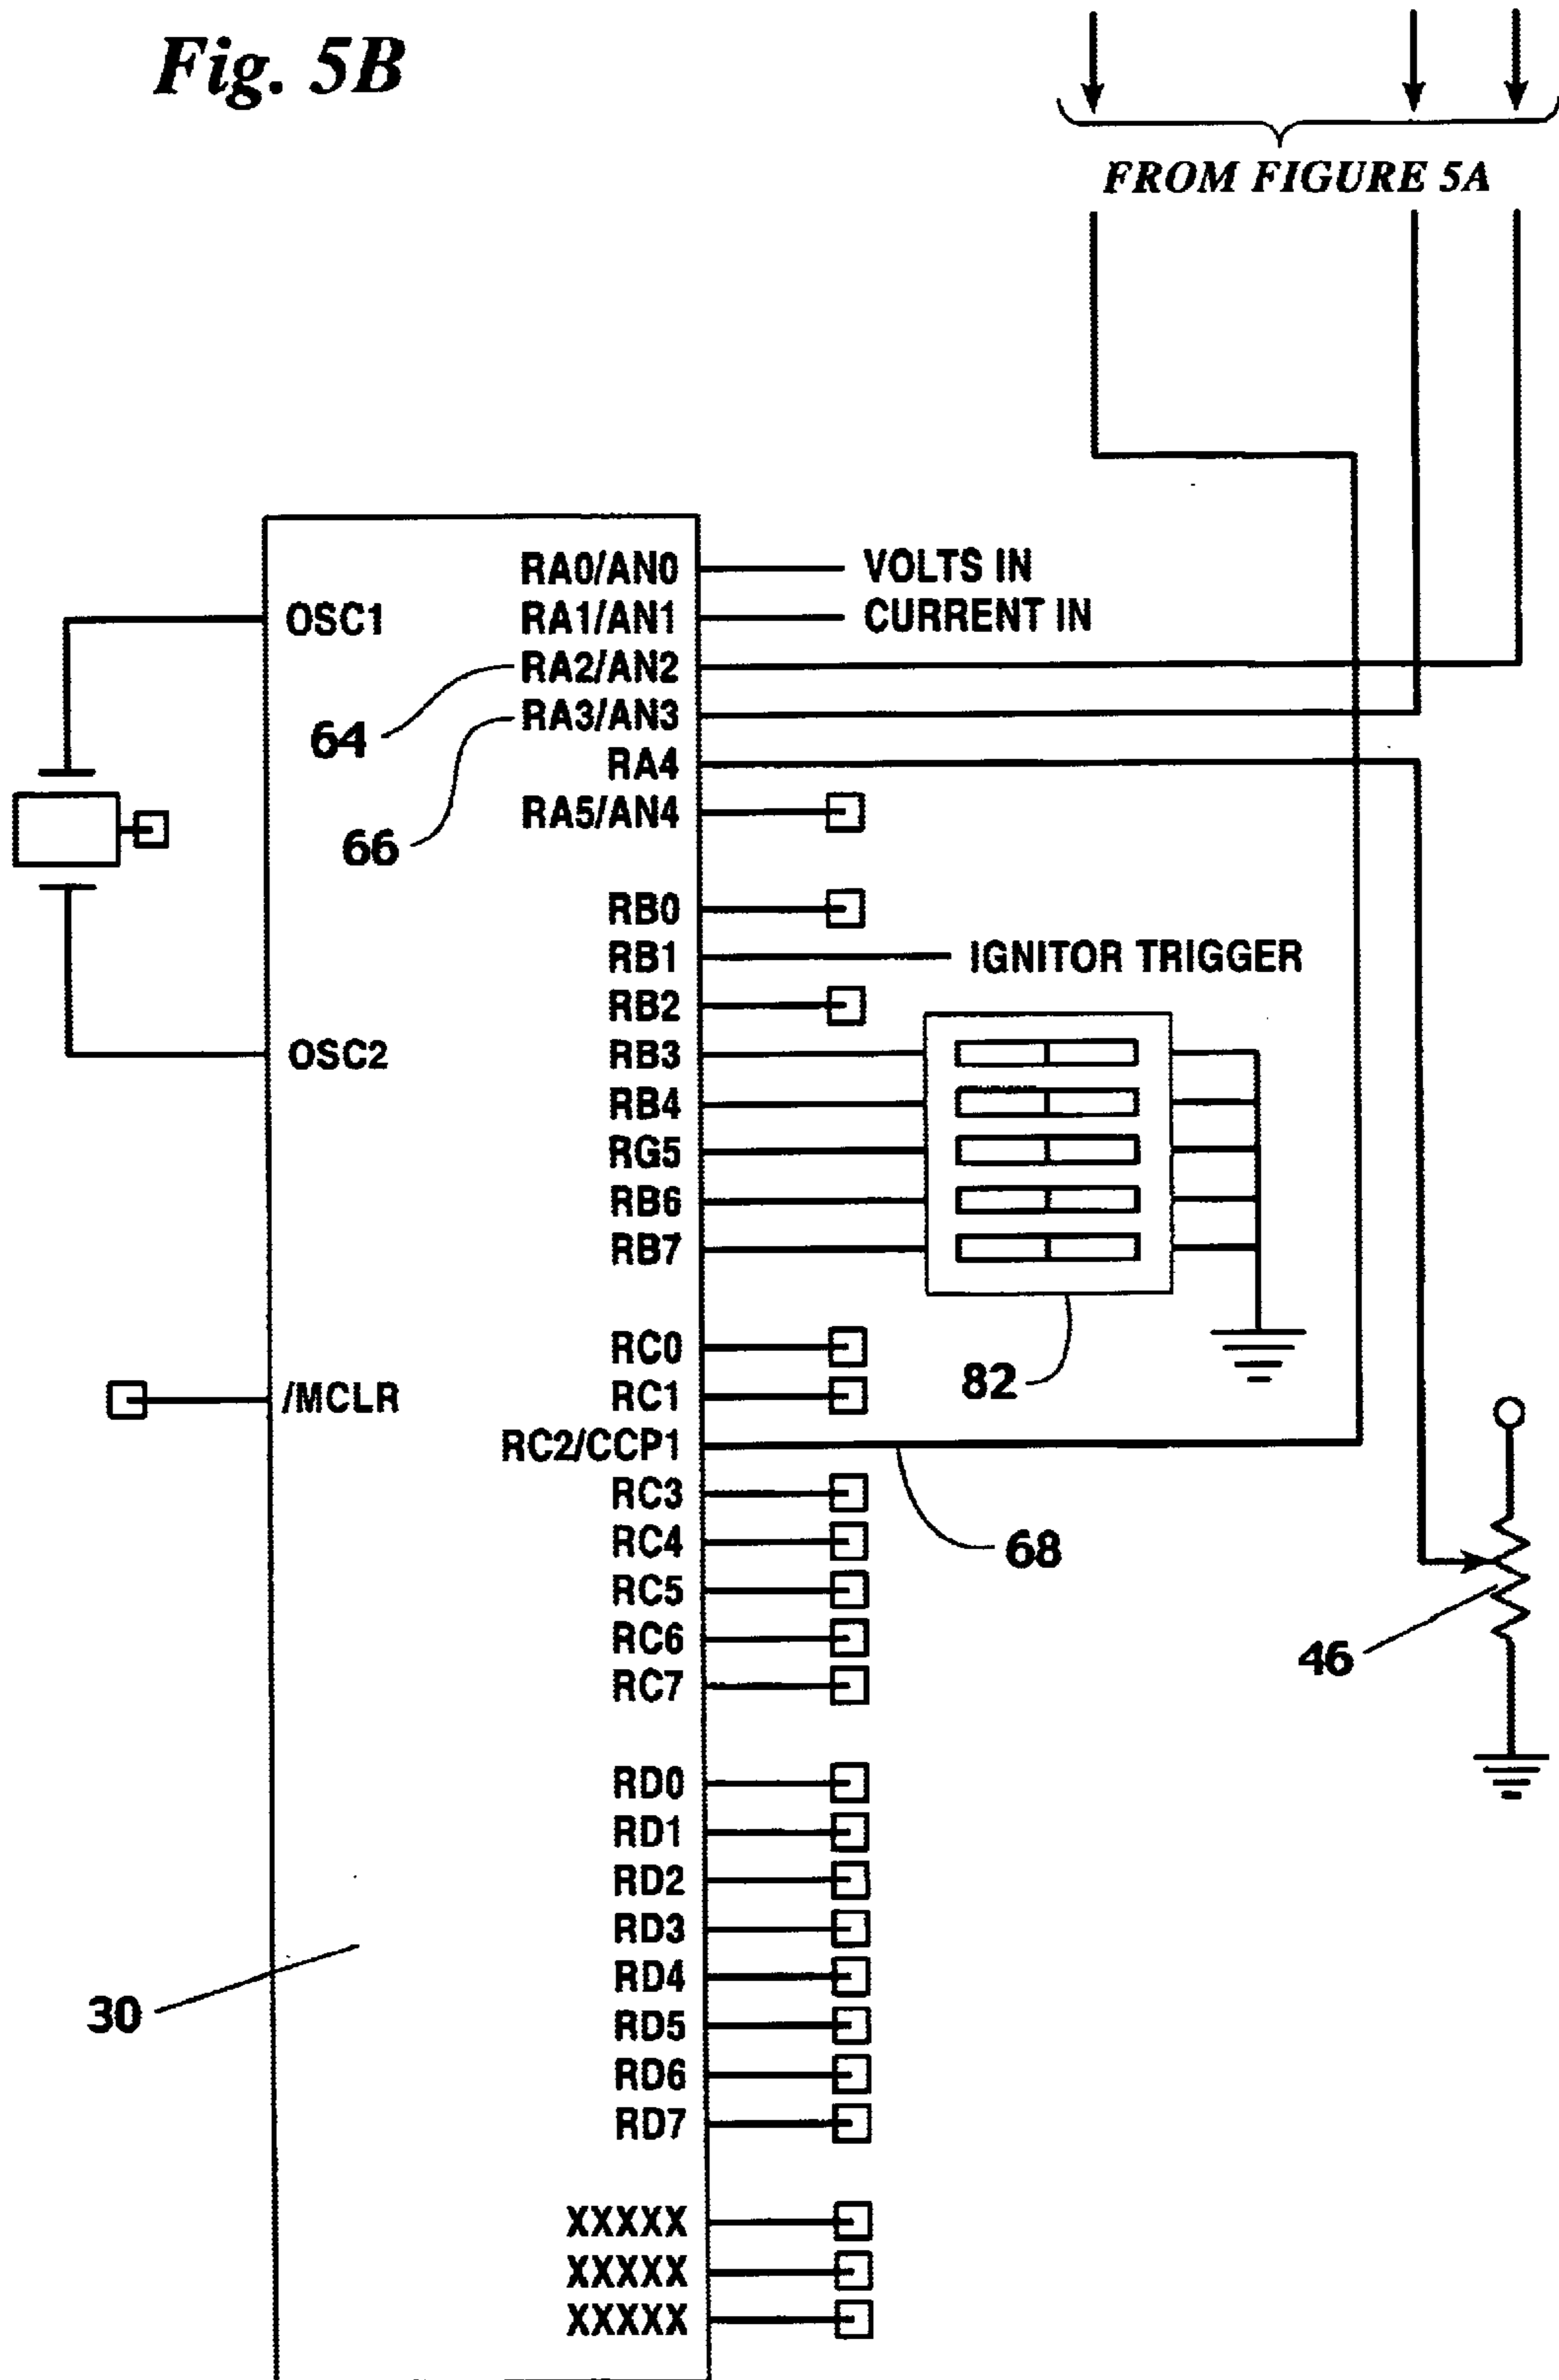 Fig. 5B
FROM FIGURE 5A
RA0/AN0
VOLTS IN
OSC1
RA1/AN1
CURRENT IN
RA2/AN2
64
RA3/AN3
RA4
66
RA5/AN4
RB0
RB1
IGNITOR TRIGGER
RB2
OSC2
RB3
RB4
RG5
RB6
RB7
RC0
82
/MCLR
RC1
RC2/CCP1
RC3
RC4
68
RC5
RC6
46
RC7
RD0
RD1
RD2
RD3
RD4
30
RD5
RD6
RD7
XXXXX
XXXXX
XXXXX